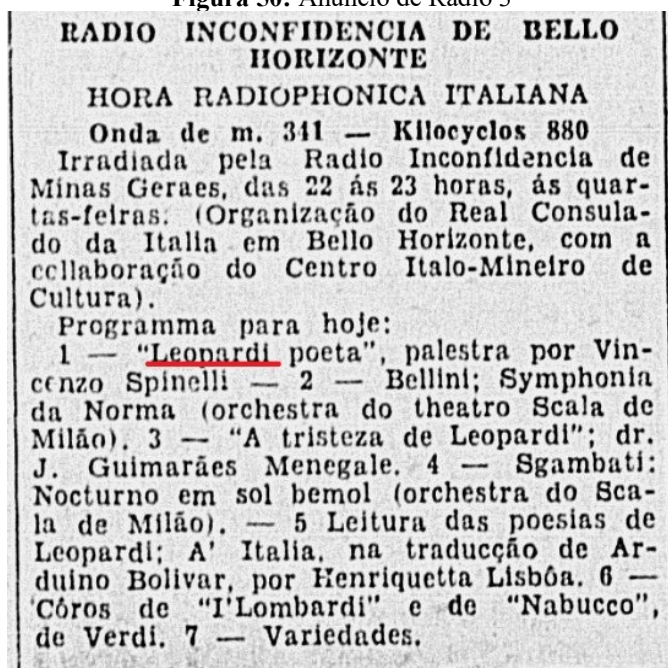 Figura 30: Anúncio de Rádio 3
RADIO INCONFIDENCIA DE BELLO
HORIZONTE
HORA RADIOPHONICA ITALIANA
Onda de m. 341 — Kilocyclos 880
Irradiada pela Radio Inconfidencia de
Minas Geraes, das 22 ás 23 horas, ás quar-
tas-feiras. (Organização do Real Consula-
do da Italia em Bello Horizonte, com a
collaboração do Centro Italo-Mineiro de
Cultura).
Programma para hoje:
1 — "Leopardi poeta", palestra por Vin-
cenzo Spinelli — 2 — Bellini; Symphonia
da Norma (orchestra do theatro Scala de
Milão). 3 — "A tristeza de Leopardi"; dr.
J. Guimarães Menegale. 4 — Sgambati:
Nocturno em sol bemol (orchestra do Sca-
la de Milão). — 5 Leitura das poesias de
Leopardi; A' Italia, na traducção de Ar-
duino Bolivar, por Henriquetta Lisbôa. 6 —
Côros de "I'Lombardi" e de "Nabucco",
de Verdi. 7 — Variedades.